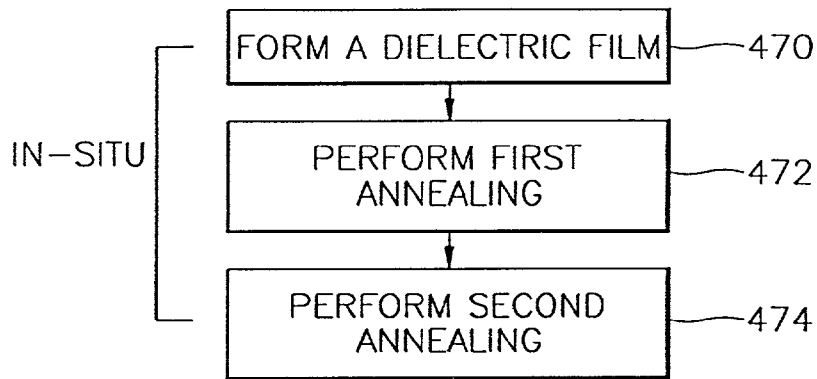 FORM A DIELECTRIC FILM
470
IN-SITU
PERFORM FIRST
ANNEALING
472
PERFORM SECOND
ANNEALING
474